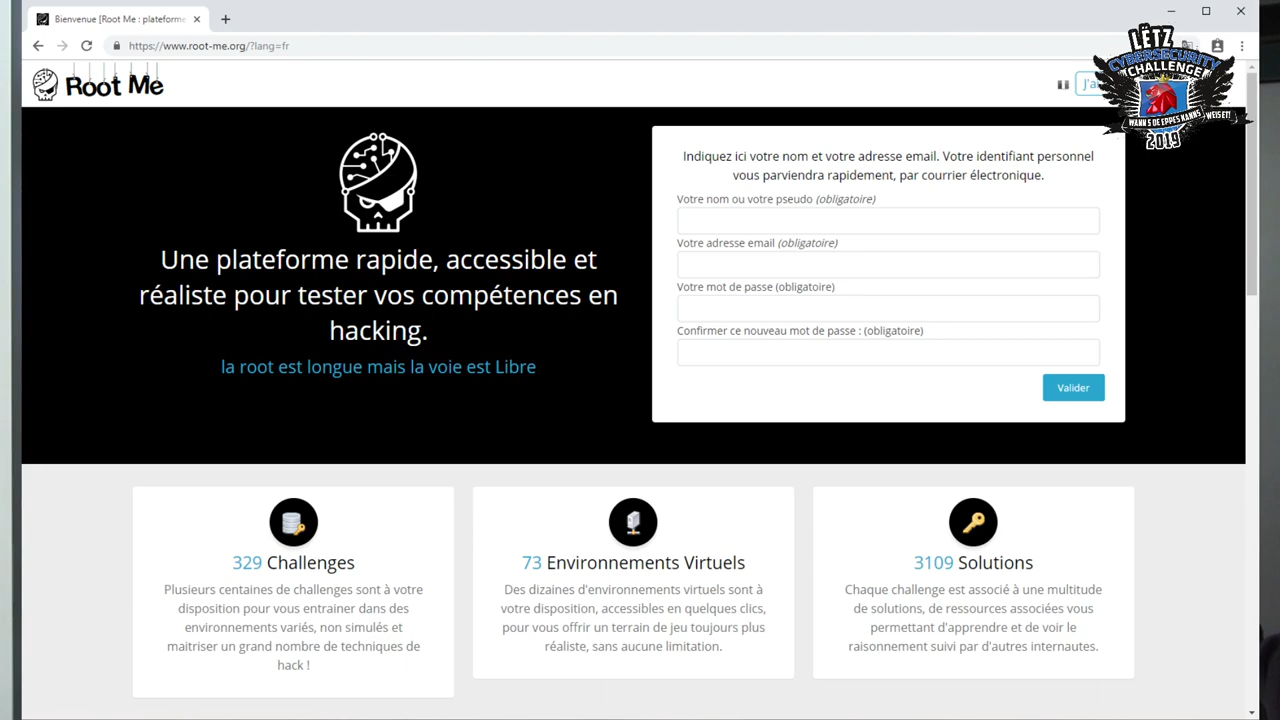 Bienvenue [Root Me : plateforme
https://www.root-me.org/?lang=fr
Root Me
LËTZ
CYBERSECURITY
CHALLENGE
WANN S DE EPPES KANNS, WEIS ET!
2019
Indiquez ici votre nom et votre adresse email. Votre identifiant personnel
vous parviendra rapidement, par courrier électronique.
Votre nom ou votre pseudo (obligatoire)
Votre adresse email (obligatoire)
Votre mot de passe (obligatoire)
Confirmer ce nouveau mot de passe : (obligatoire)
Valider
Une plateforme rapide, accessible et
réaliste pour tester vos compétences en
hacking.
la root est longue mais la voie est Libre
329 Challenges
Plusieurs centaines de challenges sont à votre
disposition pour vous entrainer dans des
environnements variés, non simulés et
maitriser un grand nombre de techniques de
hack !
73 Environnements Virtuels
Des dizaines d'environnements virtuels sont à
votre disposition, accessibles en quelques clics,
pour vous offrir un terrain de jeu toujours plus
réaliste, sans aucune limitation.
3109 Solutions
Chaque challenge est associé à une multitude
de solutions, de ressources associées vous
permettant d'apprendre et de voir le
raisonnement suivi par d'autres internautes.